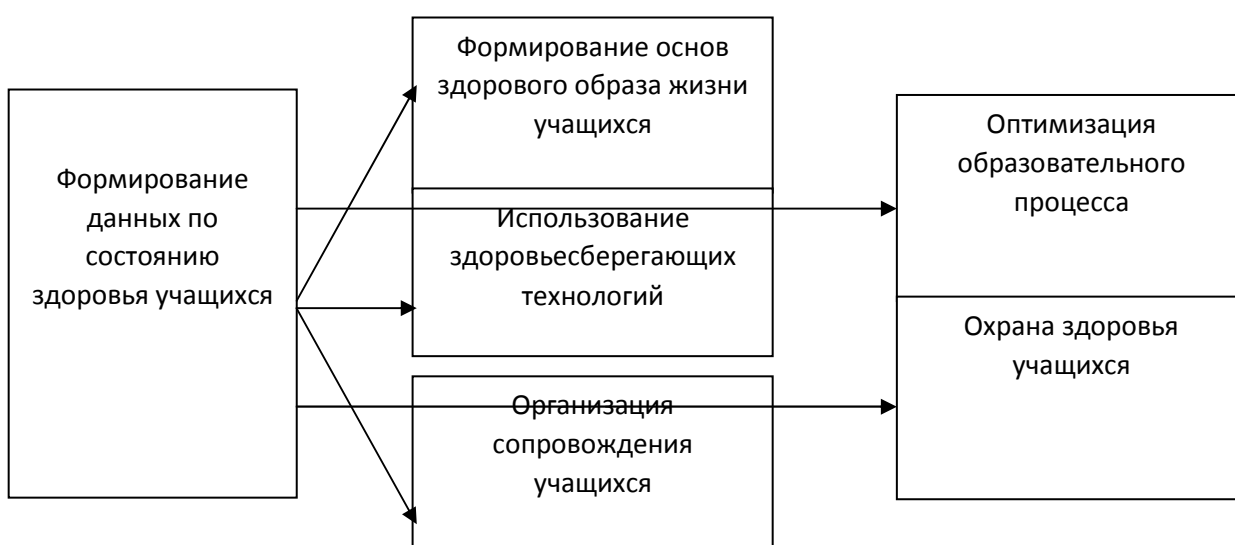 Формирование
данных по
состоянию
здоровья учащихся
Формирование основ
здорового образа жизни
учащихся
Использование
здоровьесберегающих
технологий
Организация
сопровождения
учащихся
Оптимизация
образовательного
процесса
Охрана здоровья
учащихся